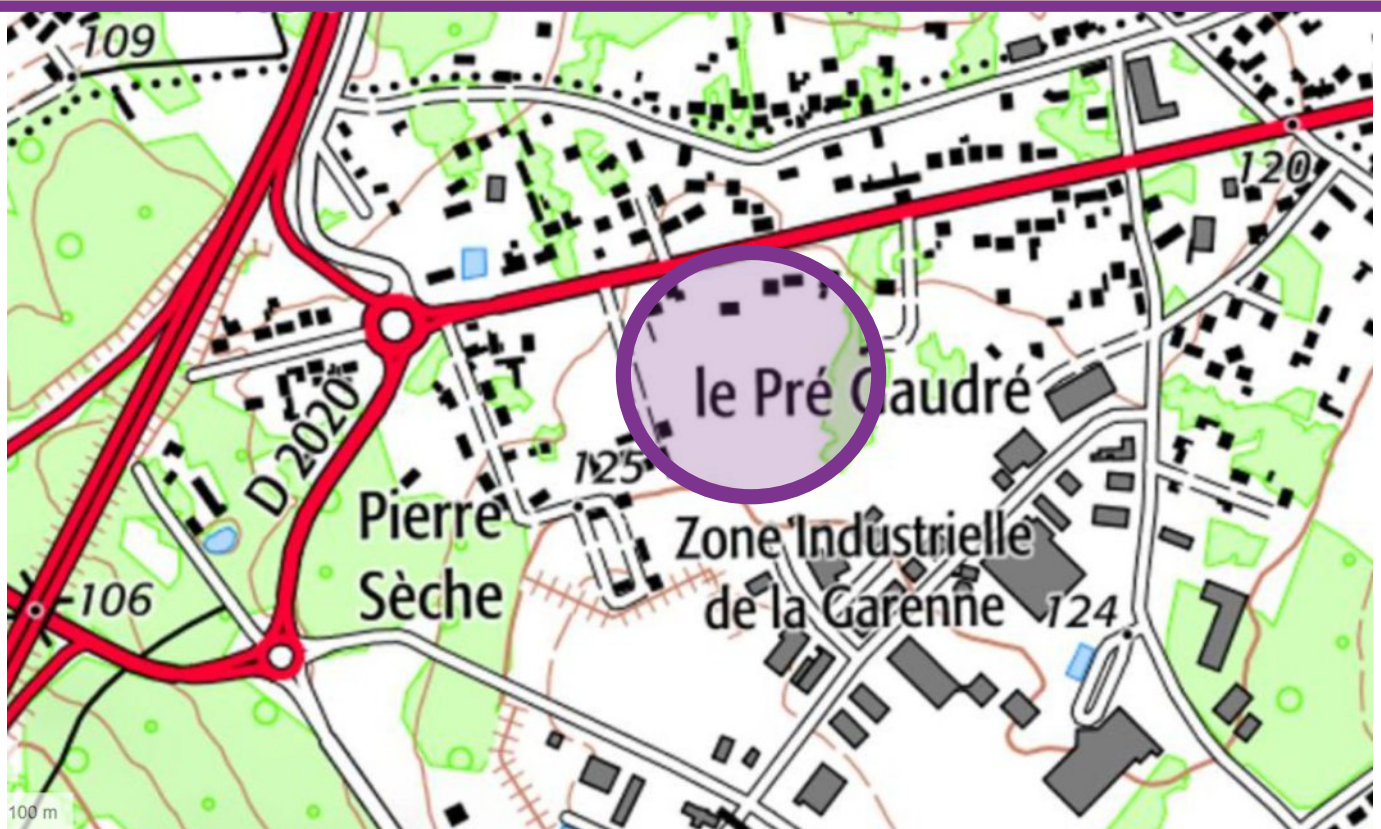 109
120
le Pré Gaudré
D 2020
125
Pierre
Sèche
Zone Industrielle
de la Garenne
124
106
100 m